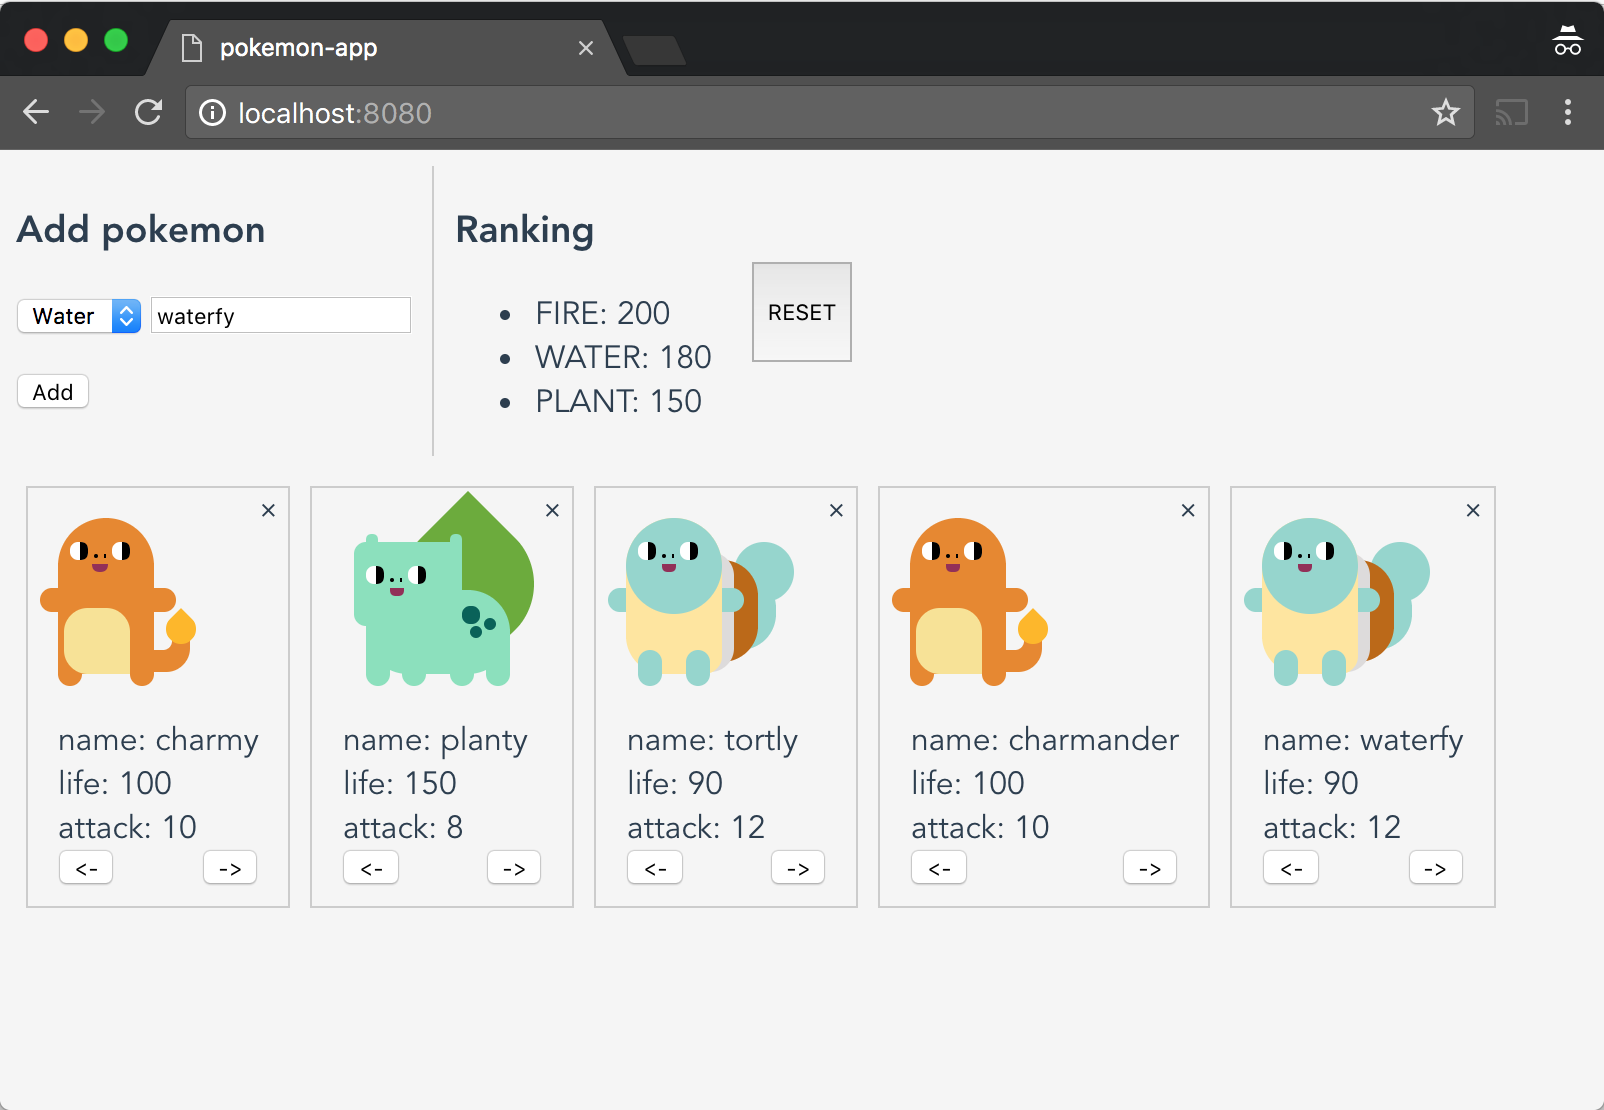 pokemon-app
localhost:8080
Add pokemon
Water
waterfy
Add
Ranking
FIRE: 200
WATER: 180
PLANT: 150
RESET
×
name: charmy
life: 100
attack: 10
<- ->
×
name: planty
life: 150
attack: 8
<- ->
×
name: tortly
life: 90
attack: 12
<- ->
×
name: charmander
life: 100
attack: 10
<- ->
×
name: waterfy
life: 90
attack: 12
<- ->